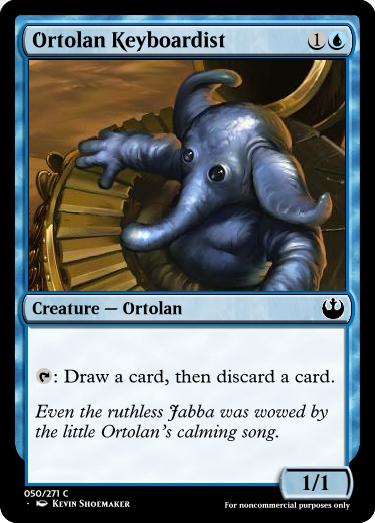 Ortolan Keyboardist 1
Creature — Ortolan
: Draw a card, then discard a card.
Even the ruthless Jabba was wowed by
the little Ortolan's calming song.
1/1
050/271 C
· Kevin Shoemaker
For noncommercial purposes only